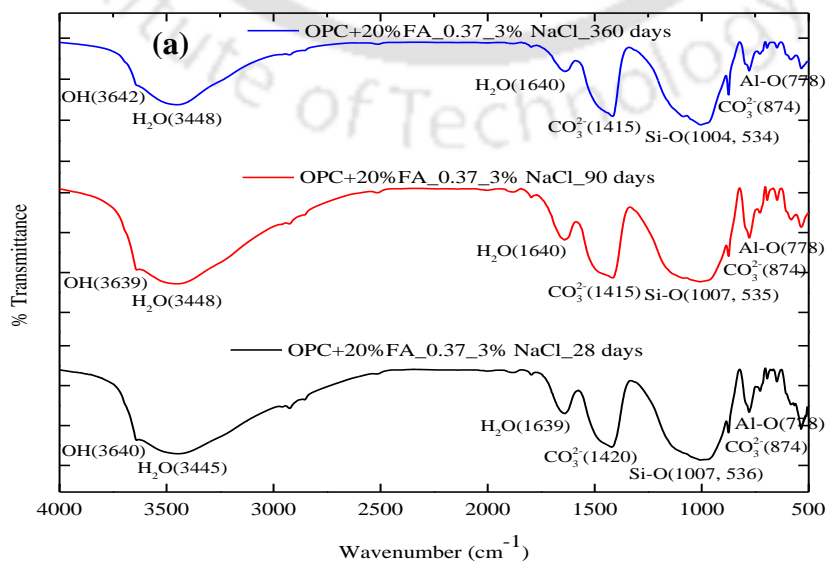 (a)
OPC+20%FA_0.37_3% NaCl_360 days
OH(3642)
H₂O(3448)
H₂O(1640)
CO₃²⁻(1415)
Si-O(1004, 534)
Al-O(778)
CO₃²⁻(874)
of Technology
OPC+20%FA_0.37_3% NaCl_90 days
OH(3639)
H₂O(3448)
H₂O(1640)
CO₃²⁻(1415)
Si-O(1007, 535)
Al-O(778)
CO₃²⁻(874)
OPC+20%FA_0.37_3% NaCl_28 days
OH(3640)
H₂O(3445)
H₂O(1639)
CO₃²⁻(1420)
Si-O(1007, 536)
Al-O(778)
CO₃²⁻(874)
% Transmittance
4000 3500 3000 2500 2000 1500 1000 500
Wavenumber (cm⁻¹)